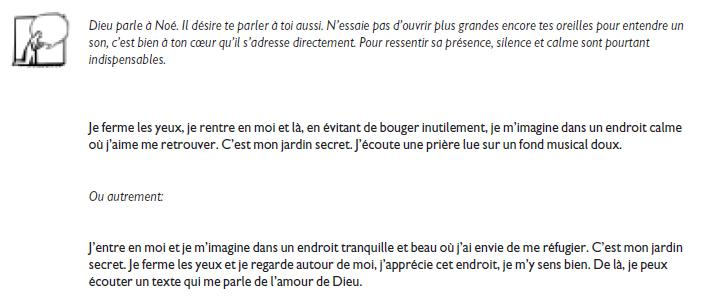 Dieu parle à Noé. Il désire te parler à toi aussi. N'essaie pas d'ouvrir plus grandes encore tes oreilles pour entendre un
son, c'est bien à ton cœur qu'il s'adresse directement. Pour ressentir sa présence, silence et calme sont pourtant
indispensables.
Je ferme les yeux, je rentre en moi et là, en évitant de bouger inutilement, je m'imagine dans un endroit calme
où j'aime me retrouver. C'est mon jardin secret. J'écoute une prière lue sur un fond musical doux.
Ou autrement:
J'entre en moi et je m'imagine dans un endroit tranquille et beau où j'ai envie de me réfugier. C'est mon jardin
secret. Je ferme les yeux et je regarde autour de moi, j'apprécie cet endroit, je m'y sens bien. De là, je peux
écouter un texte qui me parle de l'amour de Dieu.